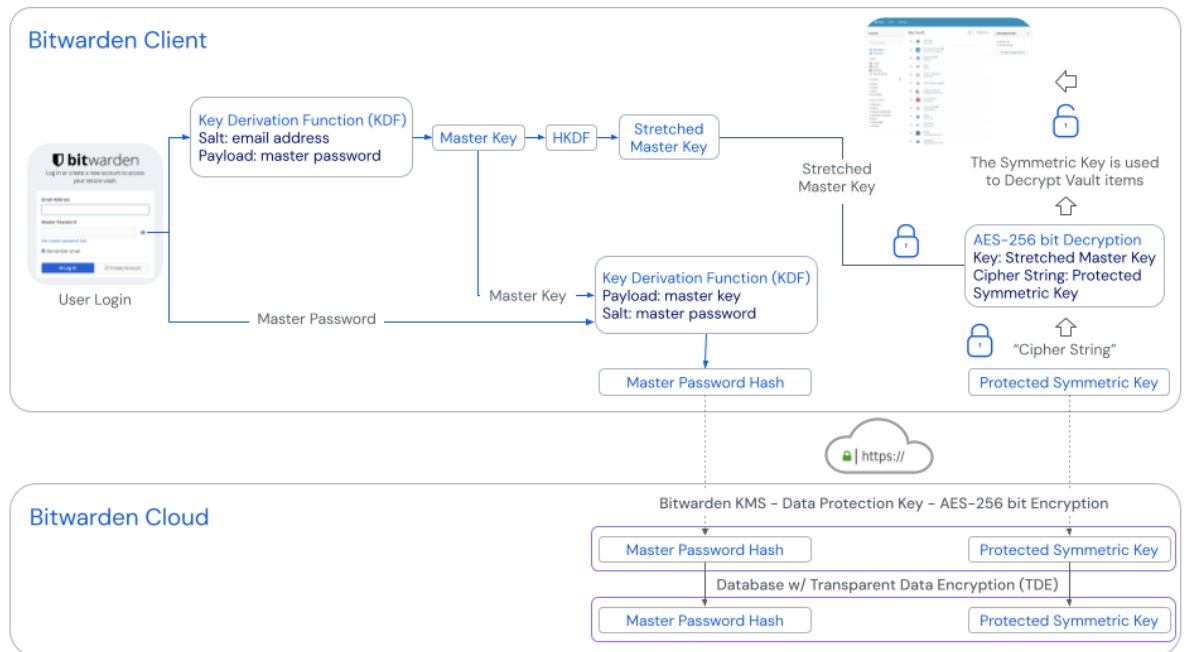 Bitwarden Client
Key Derivation Function (KDF)
Salt: email address
Payload: master password
Master Key
HKDF
Stretched
Master Key
Stretched
Master Key
bitwarden
Log in or create a new account to access
your secure vault.
Email Address
Master Password
Get master password hint
Remember email
Log In
Create Account
User Login
Master Password
Master Key
Key Derivation Function (KDF)
Payload: master key
Salt: master password
Master Password Hash
My Vault
The Symmetric Key is used
to Decrypt Vault items
AES-256 bit Decryption
Key: Stretched Master Key
Cipher String: Protected
Symmetric Key
“Cipher String”
Protected Symmetric Key
https://
Bitwarden Cloud
Bitwarden KMS - Data Protection Key - AES-256 bit Encryption
Master Password Hash
Protected Symmetric Key
Database w/ Transparent Data Encryption (TDE)
Master Password Hash
Protected Symmetric Key